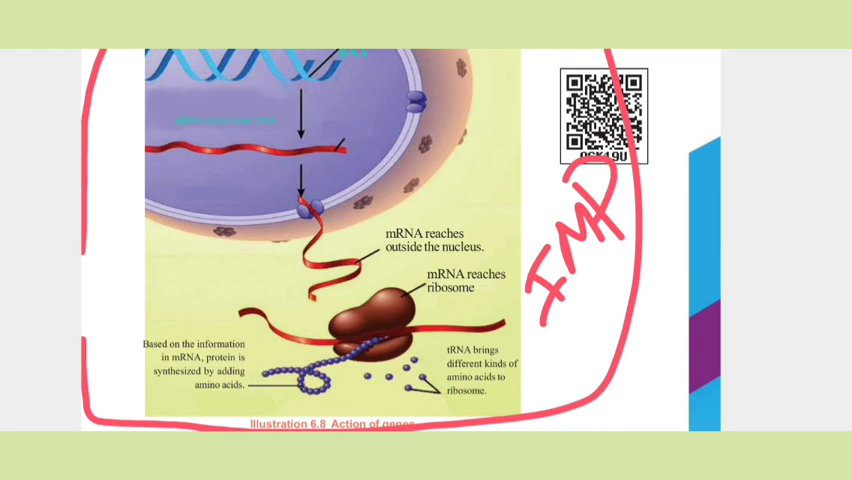 DNA
mRNA reaches
outside the nucleus.
mRNA reaches
ribosome
Based on the information
in mRNA, protein is
synthesized by adding
amino acids.
tRNA brings
different kinds of
amino acids to
ribosome.
Illustration 6.8 Action of genes
IMP